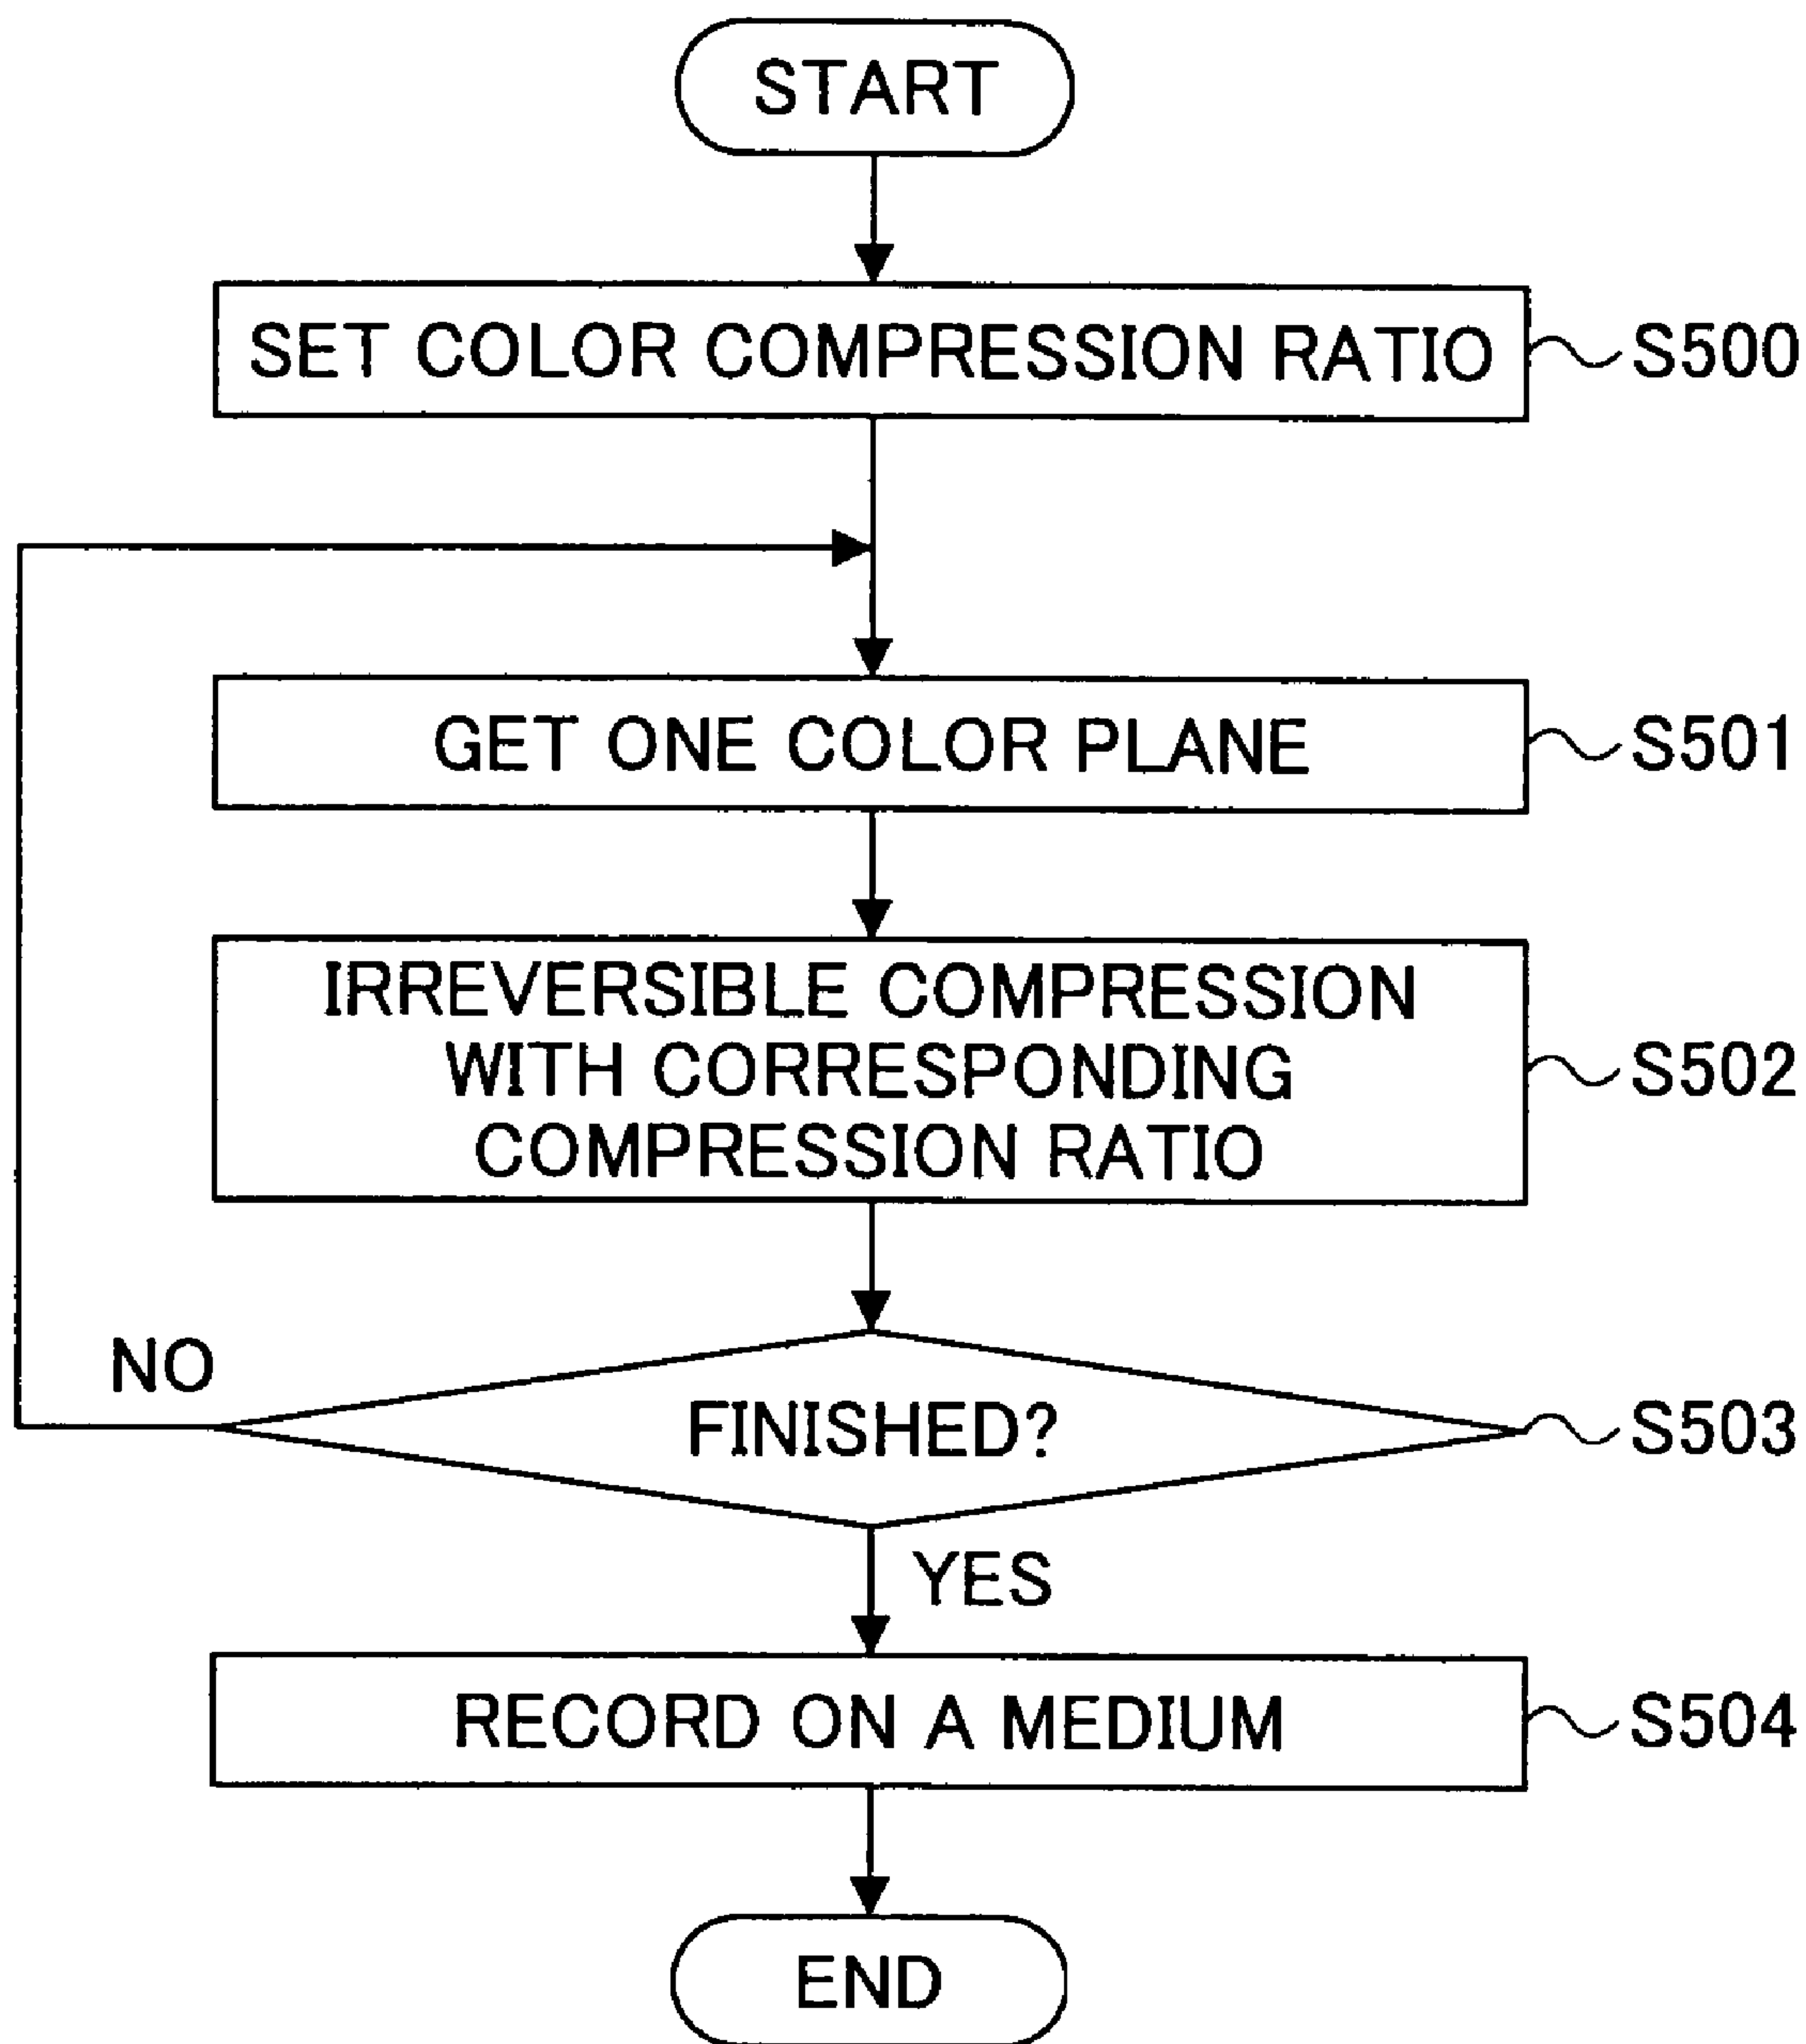 START
SET COLOR COMPRESSION RATIO
S500
GET ONE COLOR PLANE
S501
IRREVERSIBLE COMPRESSION
WITH CORRESPONDING
COMPRESSION RATIO
S502
NO
FINISHED?
S503
YES
RECORD ON A MEDIUM
S504
END